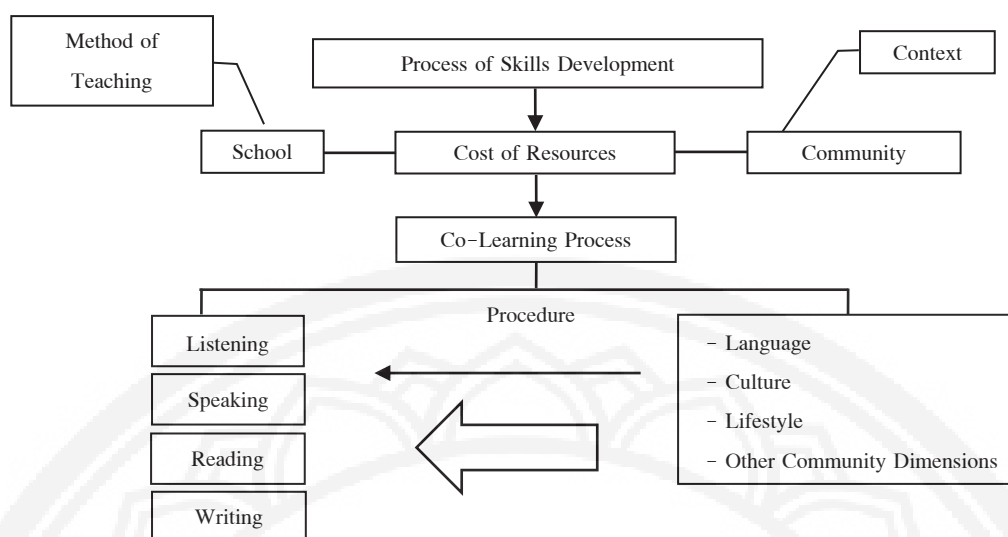 Method of
Teaching
Process of Skills Development
Context
School
Cost of Resources
Community
Co-Learning Process
Procedure
Listening
Speaking
Reading
Writing
- Language
- Culture
- Lifestyle
- Other Community Dimensions